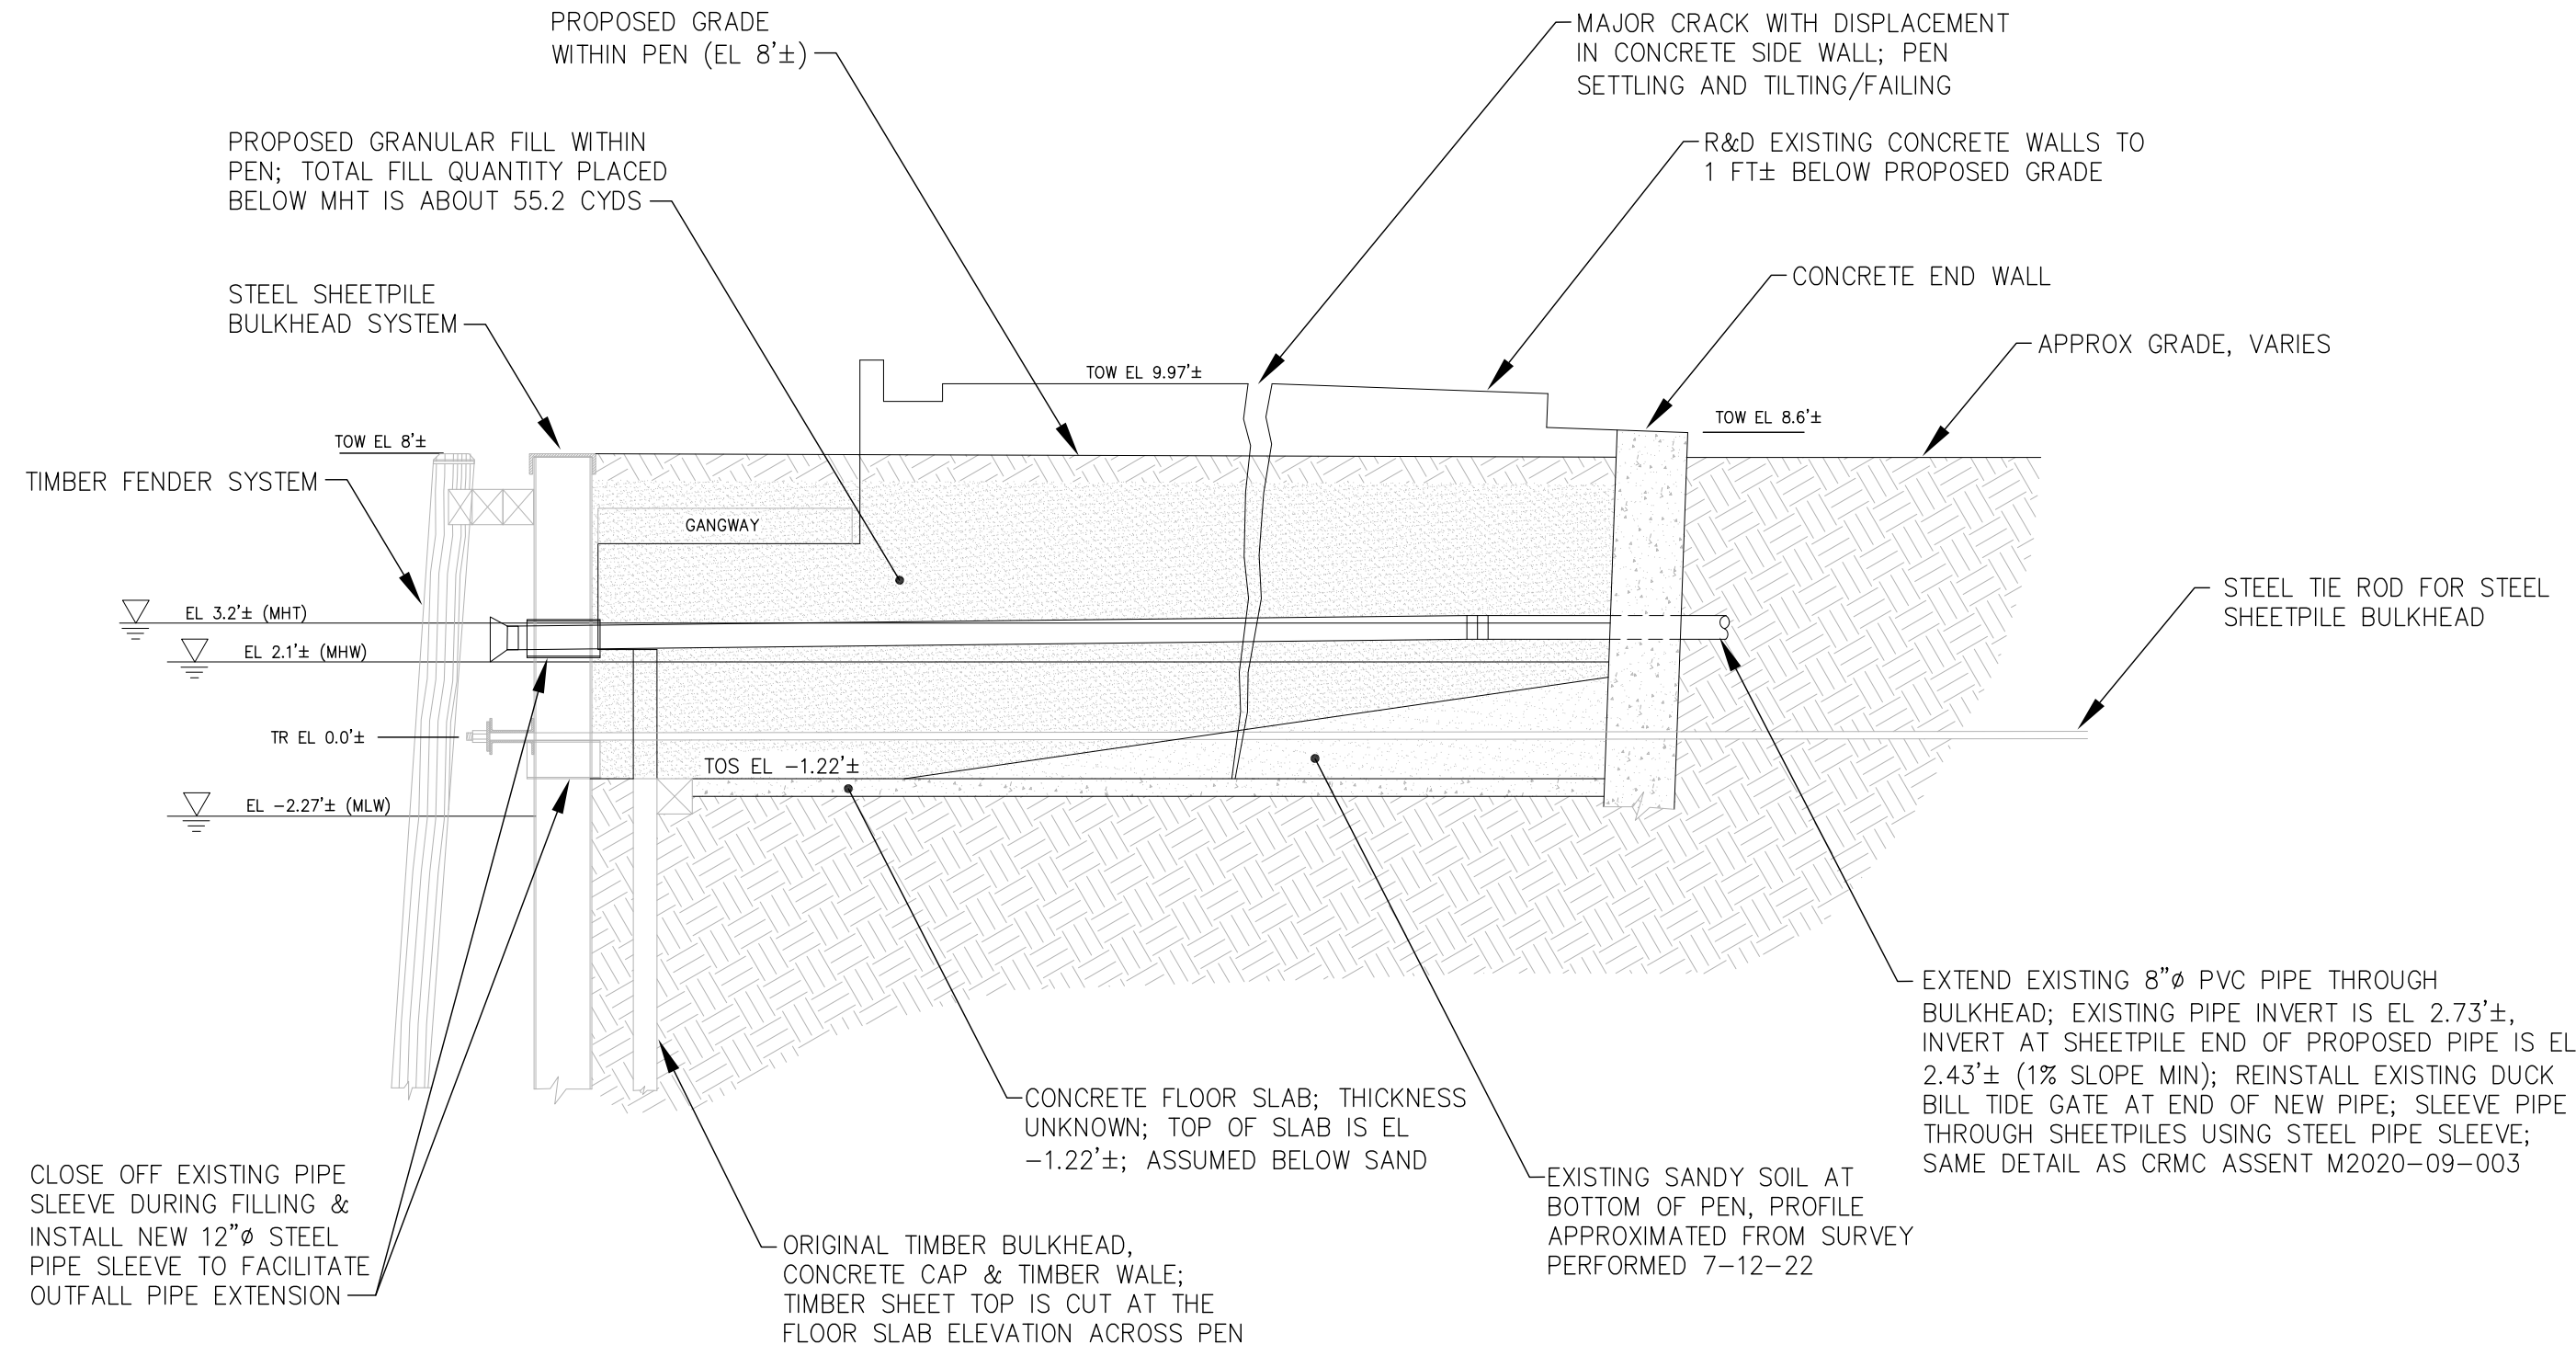 PROPOSED GRADE
WITHIN PEN (EL 8'±)
MAJOR CRACK WITH DISPLACEMENT
IN CONCRETE SIDE WALL; PEN
SETTLING AND TILTING/FAILING
PROPOSED GRANULAR FILL WITHIN
PEN; TOTAL FILL QUANTITY PLACED
BELOW MHT IS ABOUT 55.2 CYDS
R&D EXISTING CONCRETE WALLS TO
1 FT± BELOW PROPOSED GRADE
STEEL SHEETPILE
BULKHEAD SYSTEM
CONCRETE END WALL
APPROX GRADE, VARIES
TOW EL 9.97'±
TOW EL 8.6'±
TOW EL 8'±
TIMBER FENDER SYSTEM
GANGWAY
EL 3.2'± (MHT)
EL 2.1'± (MHW)
STEEL TIE ROD FOR STEEL
SHEETPILE BULKHEAD
TR EL 0.0'±
TOS EL -1.22'±
EL -2.27'± (MLW)
EXTEND EXISTING 8"ø PVC PIPE THROUGH
BULKHEAD; EXISTING PIPE INVERT IS EL 2.73'±,
INVERT AT SHEETPILE END OF PROPOSED PIPE IS EL
2.43'± (1% SLOPE MIN); REINSTALL EXISTING DUCK
BILL TIDE GATE AT END OF NEW PIPE; SLEEVE PIPE
THROUGH SHEETPILES USING STEEL PIPE SLEEVE;
SAME DETAIL AS CRMC ASSENT M2020-09-003
CONCRETE FLOOR SLAB; THICKNESS
UNKNOWN; TOP OF SLAB IS EL
-1.22'±; ASSUMED BELOW SAND
EXISTING SANDY SOIL AT
BOTTOM OF PEN, PROFILE
APPROXIMATED FROM SURVEY
PERFORMED 7-12-22
CLOSE OFF EXISTING PIPE
SLEEVE DURING FILLING &
INSTALL NEW 12"ø STEEL
PIPE SLEEVE TO FACILITATE
OUTFALL PIPE EXTENSION
ORIGINAL TIMBER BULKHEAD,
CONCRETE CAP & TIMBER WALE;
TIMBER SHEET TOP IS CUT AT THE
FLOOR SLAB ELEVATION ACROSS PEN